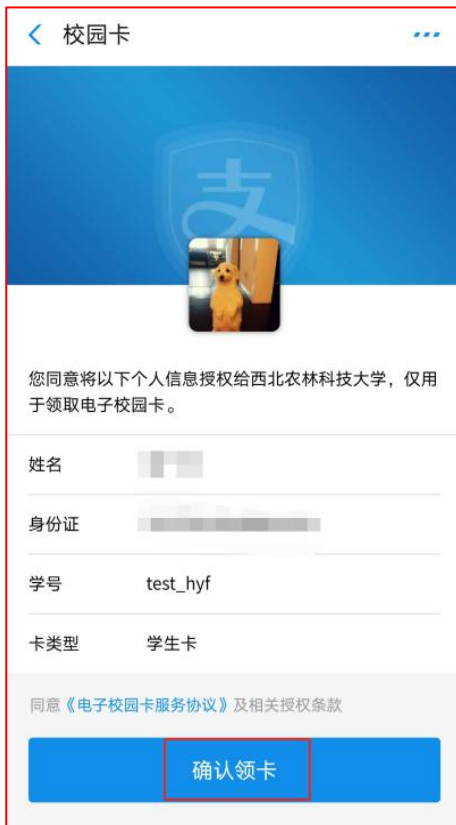 校园卡
支
您同意将以下个人信息授权给西北农林科技大学，仅用
于领取电子校园卡。
姓名
身份证
学号 test_hyf
卡类型 学生卡
同意《电子校园卡服务协议》及相关授权条款
确认领卡